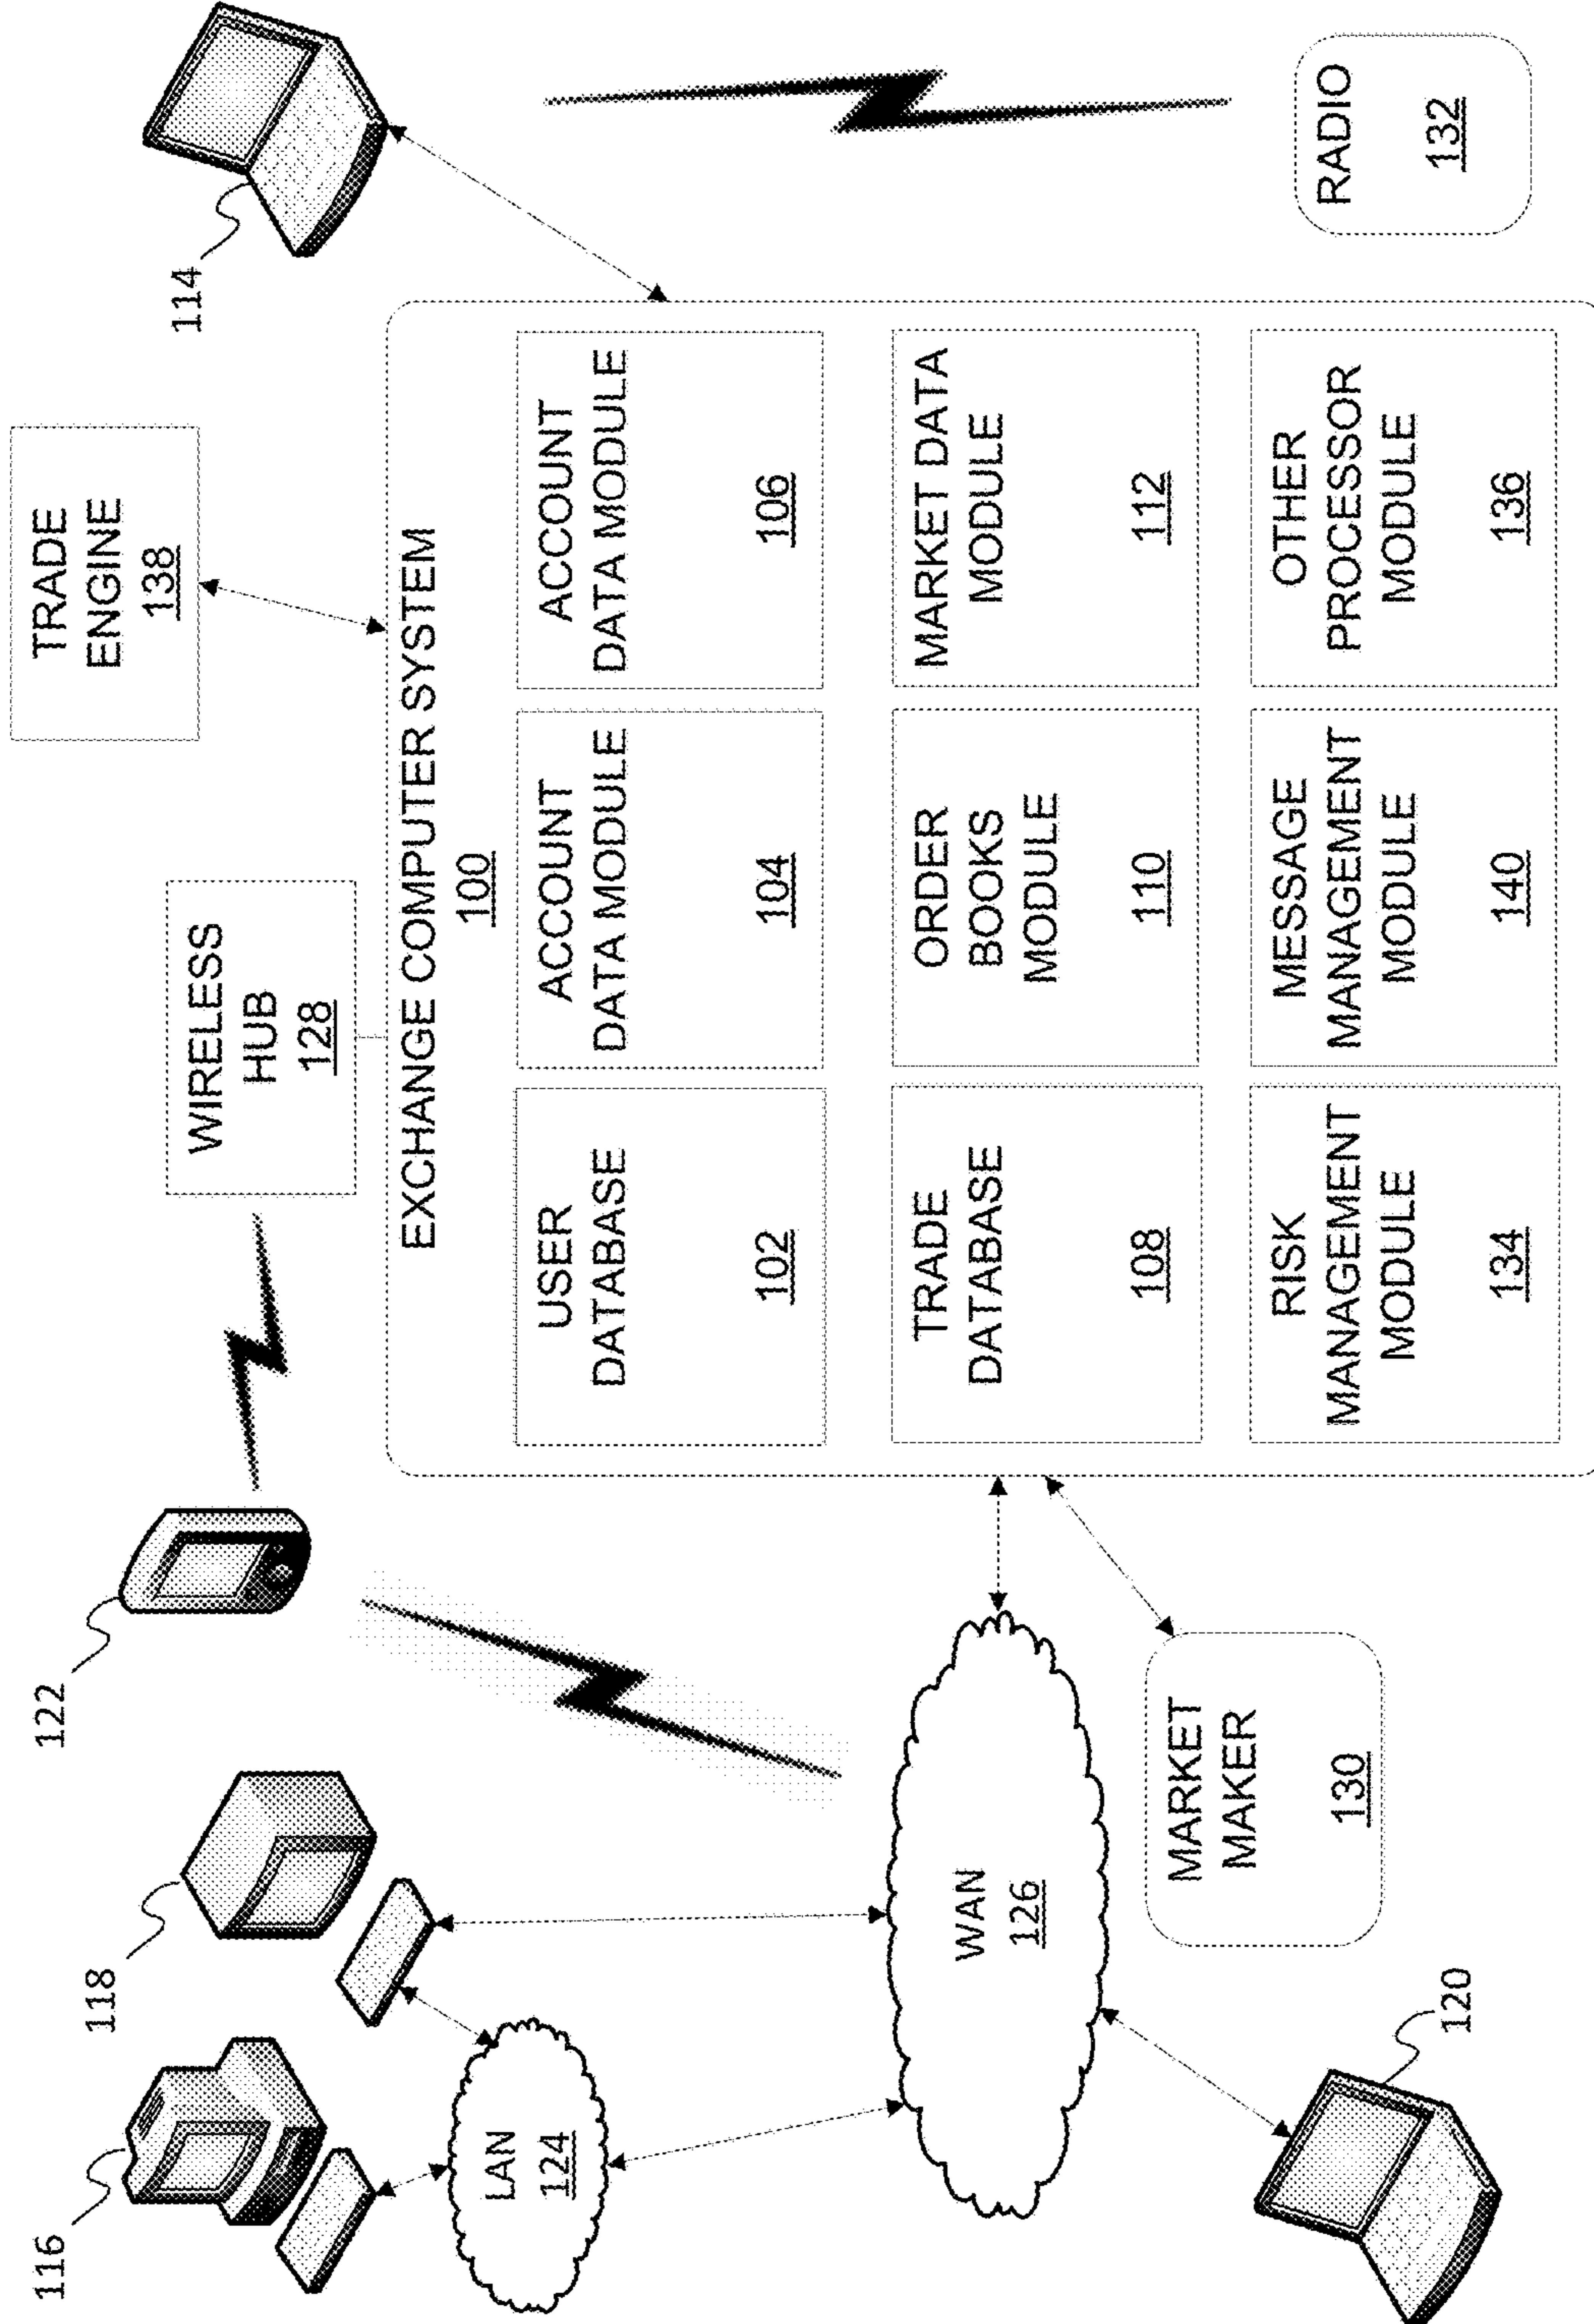 116
118
122
TRADE
ENGINE
138
114
WIRELESS
HUB
128
EXCHANGE COMPUTER SYSTEM
100
USER
DATABASE
102
ACCOUNT
DATA MODULE
104
ACCOUNT
DATA MODULE
106
LAN
124
TRADE
DATABASE
108
ORDER
BOOKS
MODULE
110
MARKET DATA
MODULE
112
WAN
126
RISK
MANAGEMENT
MODULE
134
MESSAGE
MANAGEMENT
MODULE
140
OTHER
PROCESSOR
MODULE
136
MARKET
MAKER
130
RADIO
132
120